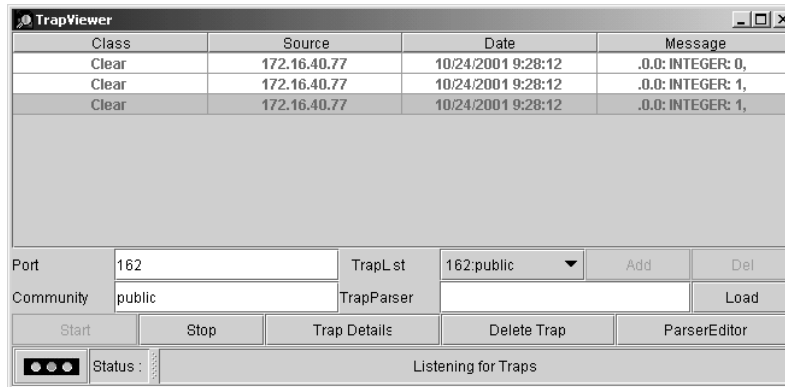 TrapViewer
Class Source Date Message
Clear 172.16.40.77 10/24/2001 9:28:12 .0.0: INTEGER: 0,
Clear 172.16.40.77 10/24/2001 9:28:12 .0.0: INTEGER: 1,
Clear 172.16.40.77 10/24/2001 9:28:12 .0.0: INTEGER: 1,
Port 162 TrapL st 162:public Add Del
Community public TrapParser Load
Start Stop Trap Details Delete Trap ParserEditor
Status : Listening for Traps